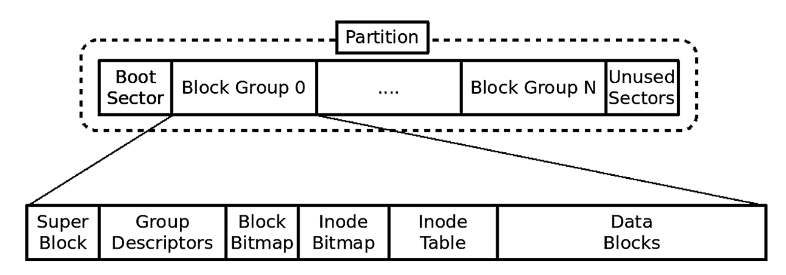 Partition
Boot
Sector
Block Group 0
....
Block Group N
Unused
Sectors
Super
Block
Group
Descriptors
Block
Bitmap
Inode
Bitmap
Inode
Table
Data
Blocks